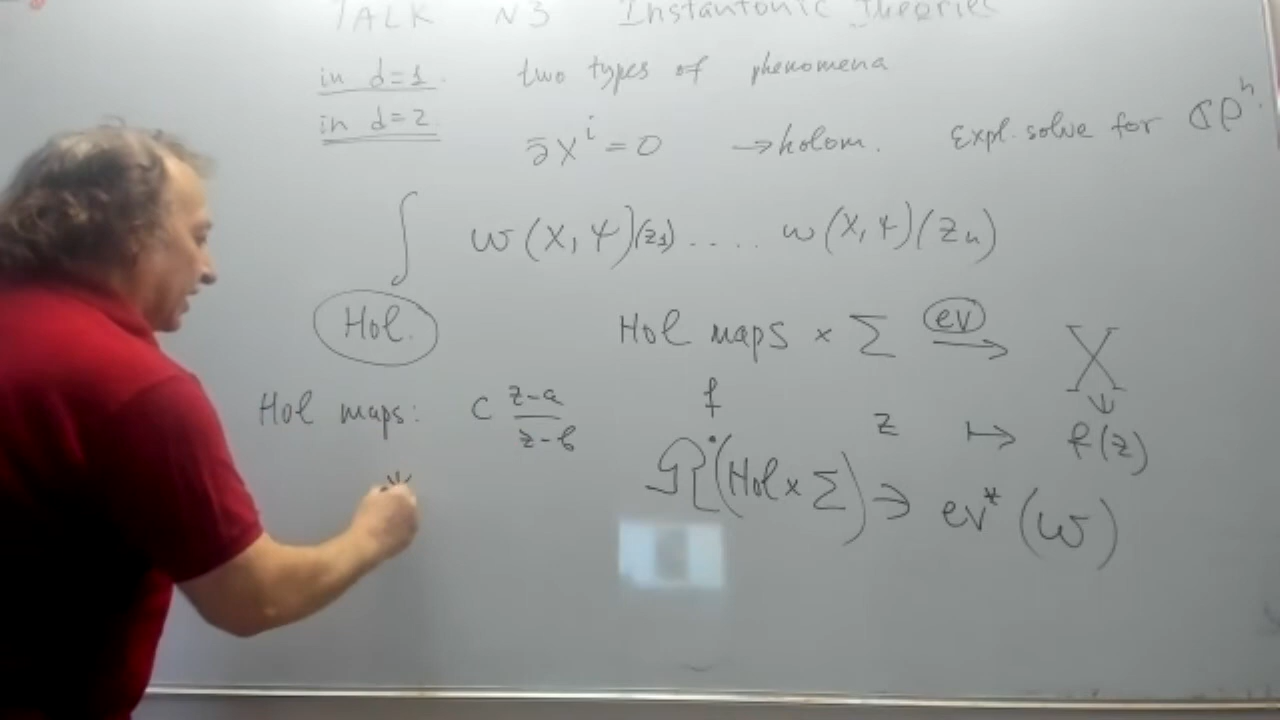 TALK N3 Instantonic Theories
in d=1. two types of phenomena
in d=2. ∂̄X^i = 0 → holom. Expl. solve for ℂP^n.
∫ ω(X,Ψ)(z₁) .... ω(X,Ψ)(z_n)
Hol. Hol maps × Σ ev → X
Hol maps: C (z-a)/(z-b) f z ↦ f(z)
Ω^•(Hol × Σ) ∋ ev*(ω)